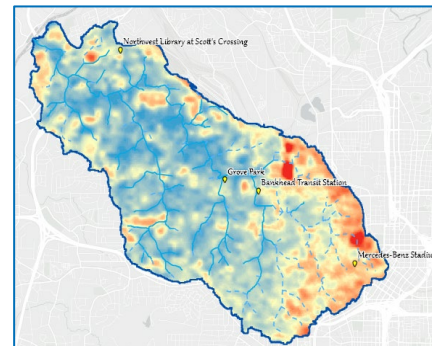 Northwest Library at Scott's Crossing
Grove Park
Bankhead Transit Station
Mercedes-Benz Stadiu